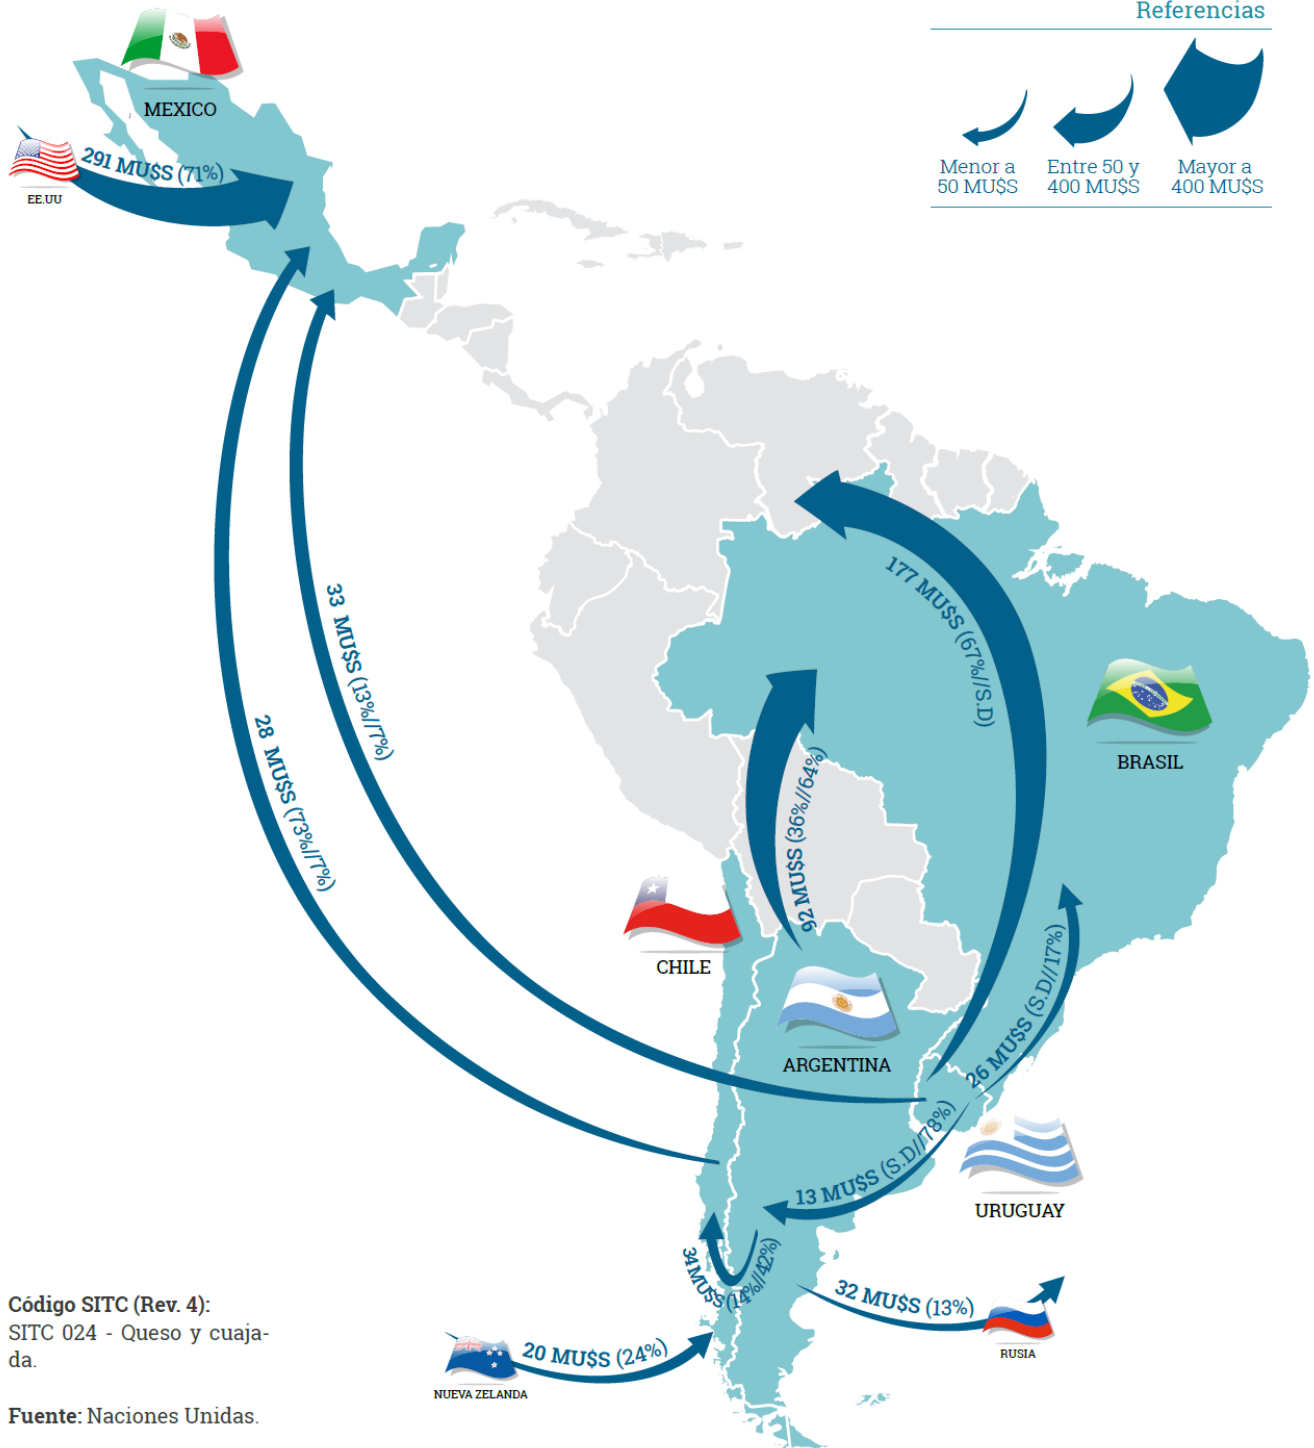 Referencias
Menor a
50 MU$S
Entre 50 y
400 MU$S
Mayor a
400 MU$S
MEXICO
291 MU$S (71%)
EE.UU
33 MU$S (13%//7%)
28 MU$S (73%//7%)
177 MU$S (67%//S.D)
BRASIL
92 MU$S (36%//64%)
CHILE
26 MU$S (S.D//17%)
ARGENTINA
13 MU$S (S.D//78%)
URUGUAY
34MU$S (14%//42%)
32 MU$S (13%)
RUSIA
20 MU$S (24%)
NUEVA ZELANDA
Código SITC (Rev. 4):
SITC 024 - Queso y cuaja-
da.
Fuente: Naciones Unidas.